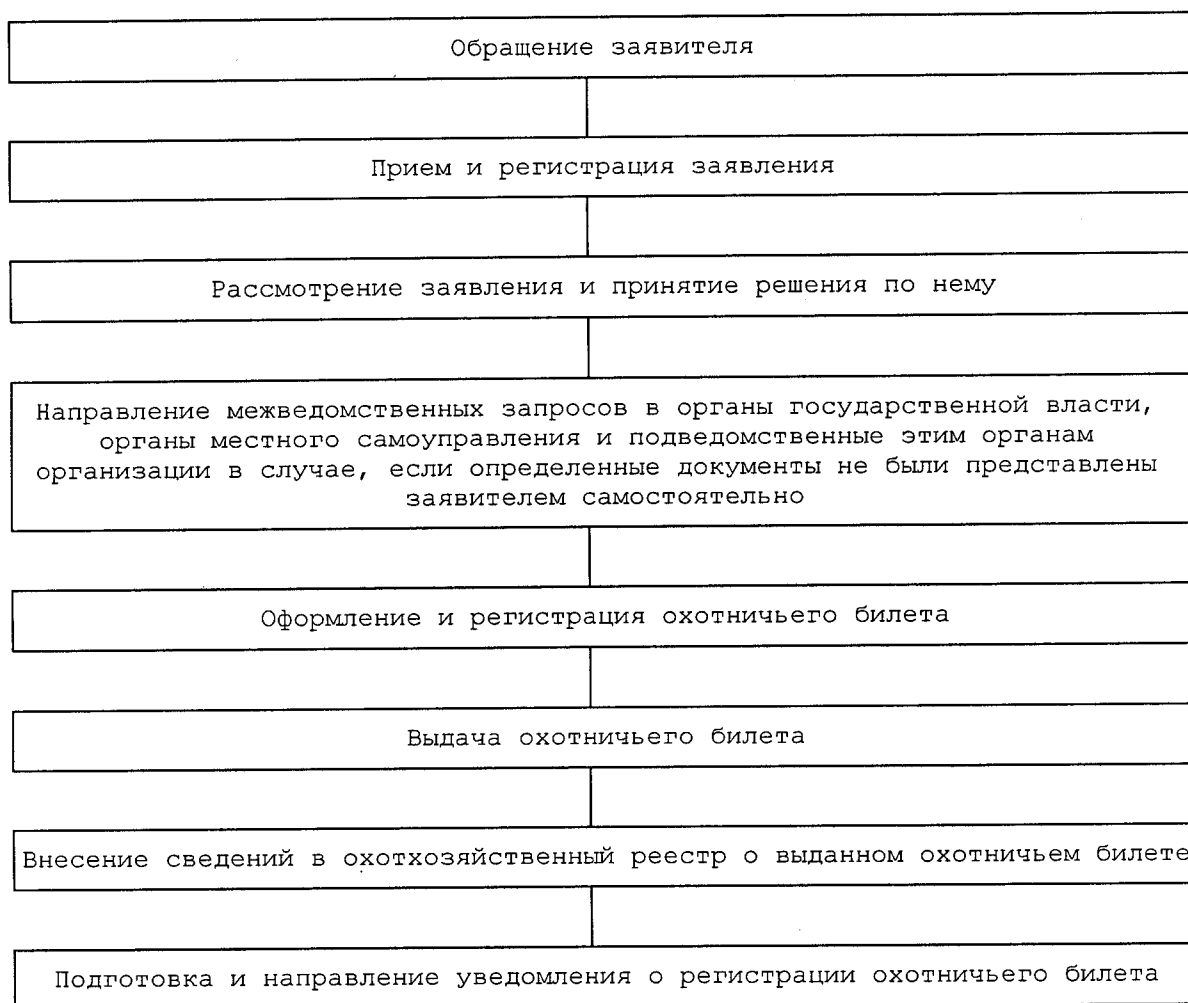 Обращение заявителя
Прием и регистрация заявления
Рассмотрение заявления и принятие решения по нему
Направление межведомственных запросов в органы государственной власти,
органы местного самоуправления и подведомственные этим органам
организации в случае, если определенные документы не были представлены
заявителем самостоятельно
Оформление и регистрация охотничьего билета
Выдача охотничьего билета
Внесение сведений в охотхозяйственный реестр о выданном охотничьем билете
Подготовка и направление уведомления о регистрации охотничьего билета